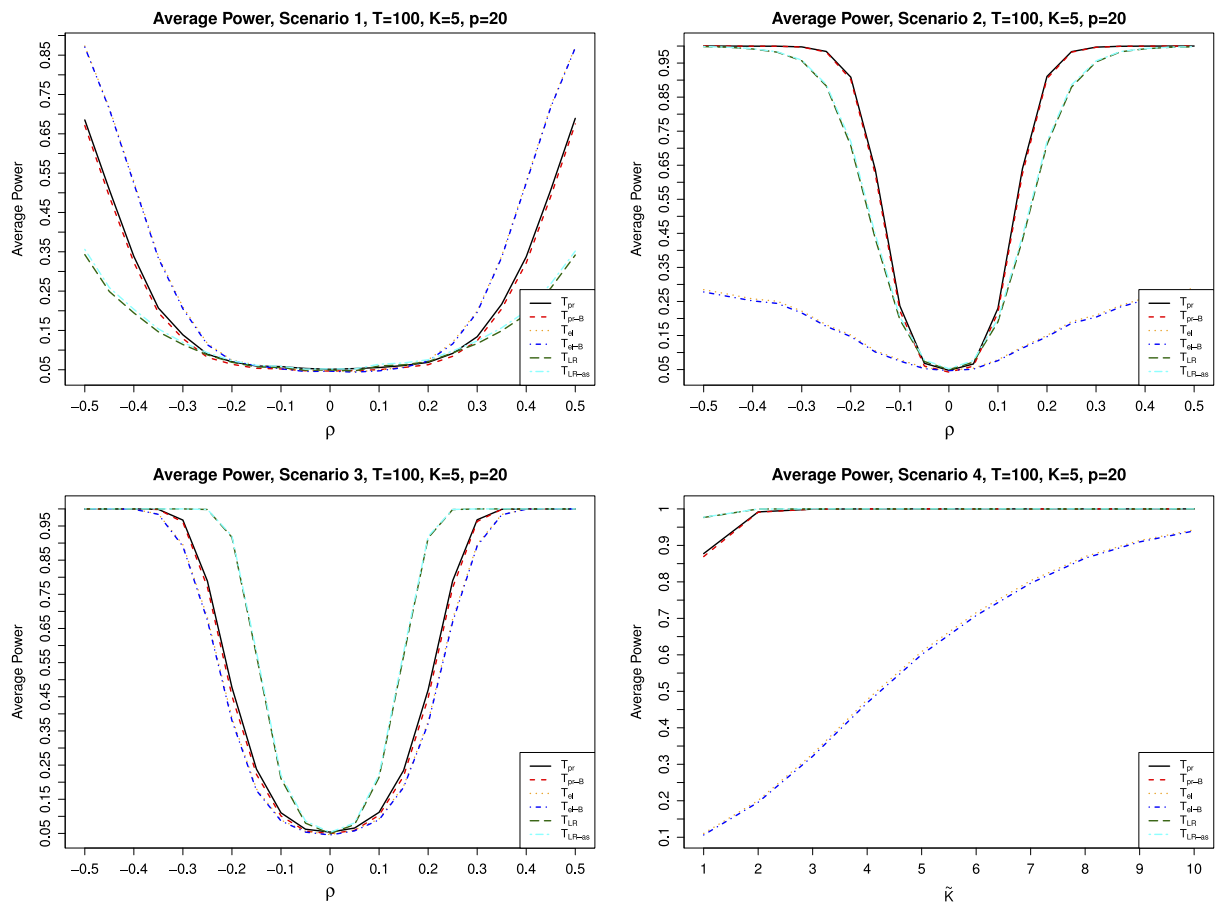 Average Power, Scenario 1, T=100, K=5, p=20
Average Power
0.05 0.15 0.25 0.35 0.45 0.55 0.65 0.75 0.85
−0.5 −0.4 −0.3 −0.2 −0.1 0 0.1 0.2 0.3 0.4 0.5
ρ
T_pr
T_pr−B
T_el
T_el−B
T_LR
T_LR−as
Average Power, Scenario 2, T=100, K=5, p=20
Average Power
0.05 0.15 0.25 0.35 0.45 0.55 0.65 0.75 0.85 0.95
−0.5 −0.4 −0.3 −0.2 −0.1 0 0.1 0.2 0.3 0.4 0.5
ρ
T_pr
T_pr−B
T_el
T_el−B
T_LR
T_LR−as
Average Power, Scenario 3, T=100, K=5, p=20
Average Power
0.05 0.15 0.25 0.35 0.45 0.55 0.65 0.75 0.85 0.95
−0.5 −0.4 −0.3 −0.2 −0.1 0 0.1 0.2 0.3 0.4 0.5
ρ
T_pr
T_pr−B
T_el
T_el−B
T_LR
T_LR−as
Average Power, Scenario 4, T=100, K=5, p=20
Average Power
0.1 0.2 0.3 0.4 0.5 0.6 0.7 0.8 0.9 1
1 2 3 4 5 6 7 8 9 10
K̃
T_pr
T_pr−B
T_el
T_el−B
T_LR
T_LR−as